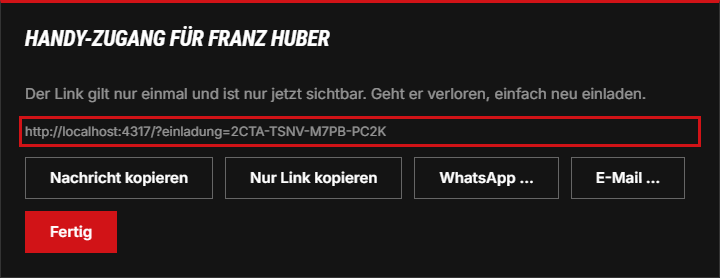 HANDY-ZUGANG FÜR FRANZ HUBER
Der Link gilt nur einmal und ist nur jetzt sichtbar. Geht er verloren, einfach neu einladen.
http://localhost:4317/?einladung=2CTA-TSNV-M7PB-PC2K
Nachricht kopieren
Nur Link kopieren
WhatsApp ...
E-Mail ...
Fertig